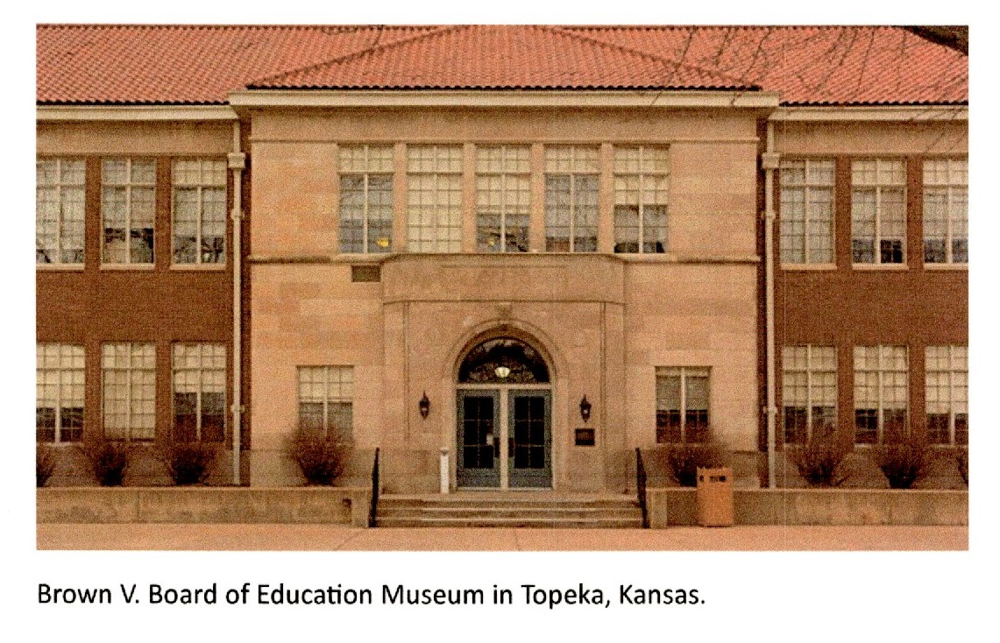 Brown V. Board of Education Museum in Topeka, Kansas.